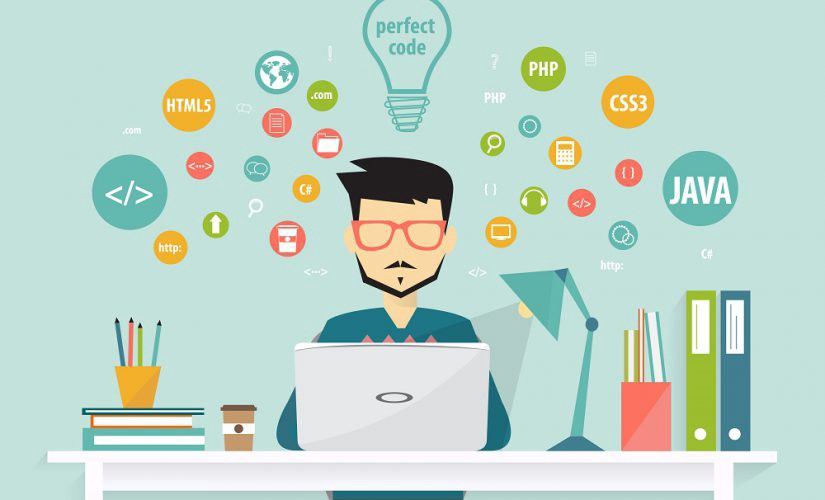 perfect
code
!
?
PHP
.com
HTML5
PHP
CSS3
.com
</>
<···>
C#
{ }
{ }
</>
JAVA
http:
<···>
</>
http:
C#